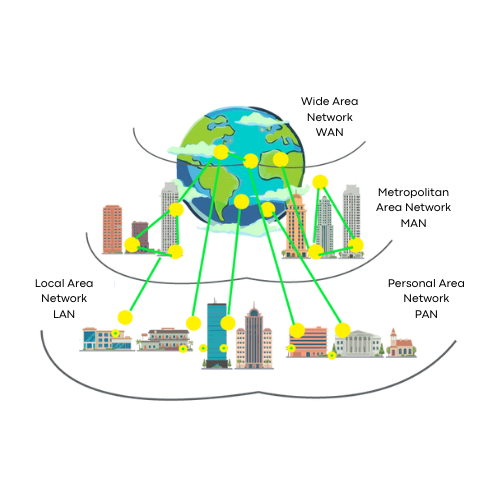 Wide Area
Network
WAN
Metropolitan
Area Network
MAN
Local Area
Network
LAN
Personal Area
Network
PAN